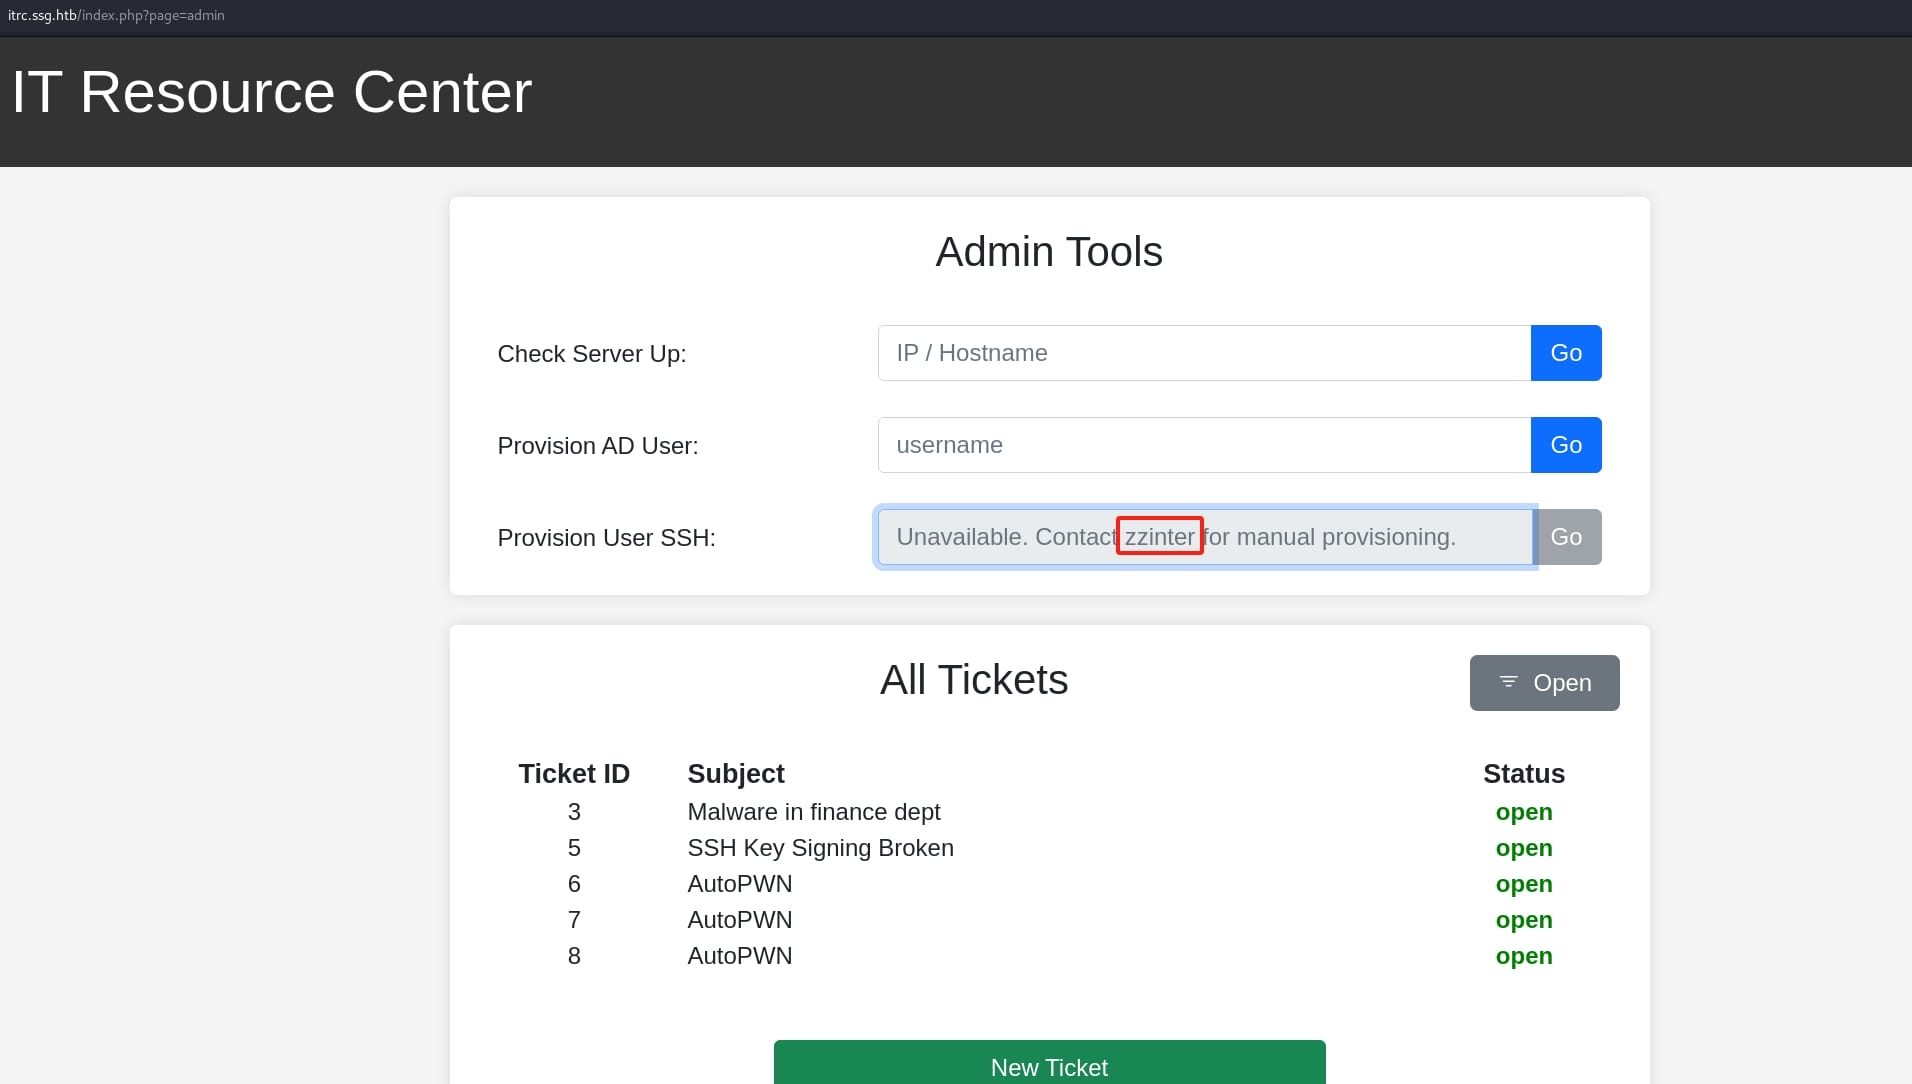 itrc.ssg.htb/index.php?page=admin
IT Resource Center
Admin Tools
Check Server Up: IP / Hostname Go
Provision AD User: username Go
Provision User SSH: Unavailable. Contact zzinter for manual provisioning. Go
All Tickets Open
Ticket ID Subject Status
3 Malware in finance dept open
5 SSH Key Signing Broken open
6 AutoPWN open
7 AutoPWN open
8 AutoPWN open
New Ticket